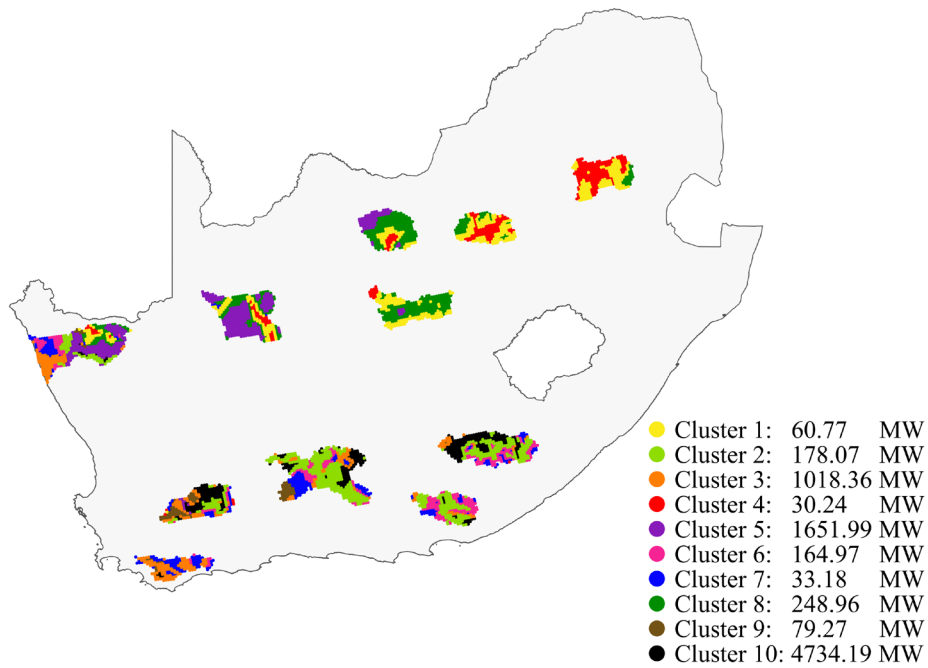 Cluster 1: 60.77 MW
Cluster 2: 178.07 MW
Cluster 3: 1018.36 MW
Cluster 4: 30.24 MW
Cluster 5: 1651.99 MW
Cluster 6: 164.97 MW
Cluster 7: 33.18 MW
Cluster 8: 248.96 MW
Cluster 9: 79.27 MW
Cluster 10: 4734.19 MW